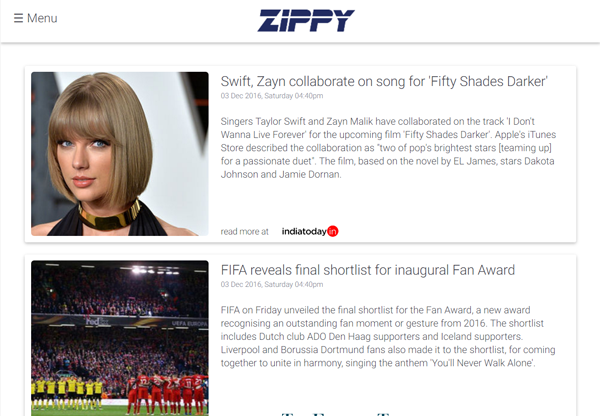 ☰ Menu
ZIPPY
Swift, Zayn collaborate on song for 'Fifty Shades Darker'
03 Dec 2016, Saturday 04:40pm
Singers Taylor Swift and Zayn Malik have collaborated on the track 'I Don't
Wanna Live Forever' for the upcoming film 'Fifty Shades Darker'. Apple's iTunes
Store described the collaboration as "two of pop's brightest stars [teaming up]
for a passionate duet". The film, based on the novel by EL James, stars Dakota
Johnson and Jamie Dornan.
read more at indiatoday.in
FIFA reveals final shortlist for inaugural Fan Award
03 Dec 2016, Saturday 04:40pm
FedEx
UEFA EUROPA
FIFA on Friday unveiled the final shortlist for the Fan Award, a new award
recognising an outstanding fan moment or gesture from 2016. The shortlist
includes Dutch club ADO Den Haag supporters and Iceland supporters.
Liverpool and Borussia Dortmund fans also made it to the shortlist, for coming
together to unite in harmony, singing the anthem 'You'll Never Walk Alone'.